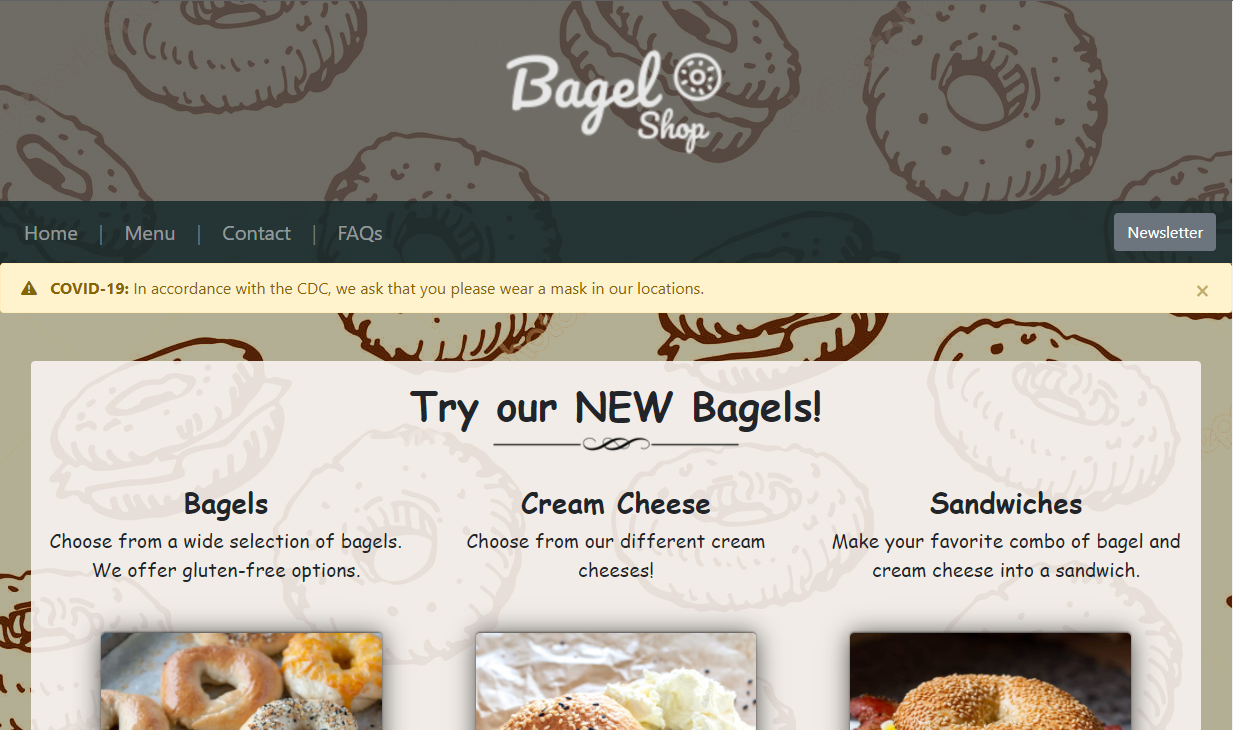 Bagel
Shop
Home | Menu | Contact | FAQs
Newsletter
COVID-19: In accordance with the CDC, we ask that you please wear a mask in our locations.
×
Try our NEW Bagels!
Bagels
Choose from a wide selection of bagels.
We offer gluten-free options.
Cream Cheese
Choose from our different cream
cheeses!
Sandwiches
Make your favorite combo of bagel and
cream cheese into a sandwich.